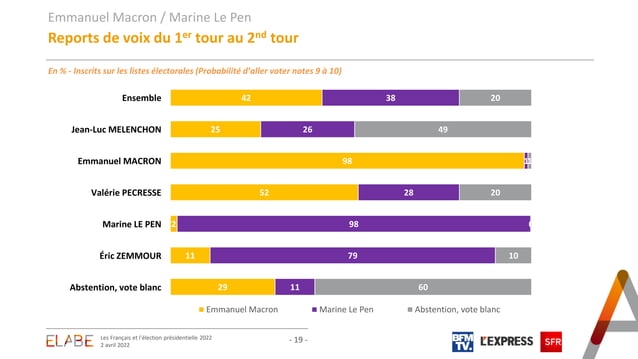 Emmanuel Macron / Marine Le Pen
Reports de voix du 1er tour au 2nd tour
En % - Inscrits sur les listes électorales (Probabilité d'aller voter notes 9 à 10)
Ensemble 42 38 20
Jean-Luc MELENCHON 25 26 49
Emmanuel MACRON 98
Valérie PECRESSE 52 28 20
Marine LE PEN 2 98
Éric ZEMMOUR 11 79 10
Abstention, vote blanc 29 11 60
Emmanuel Macron Marine Le Pen Abstention, vote blanc
ELABE
Les Français et l'élection présidentielle 2022
2 avril 2022
- 19 -
BFM
TV.
L'EXPRESS
SFR